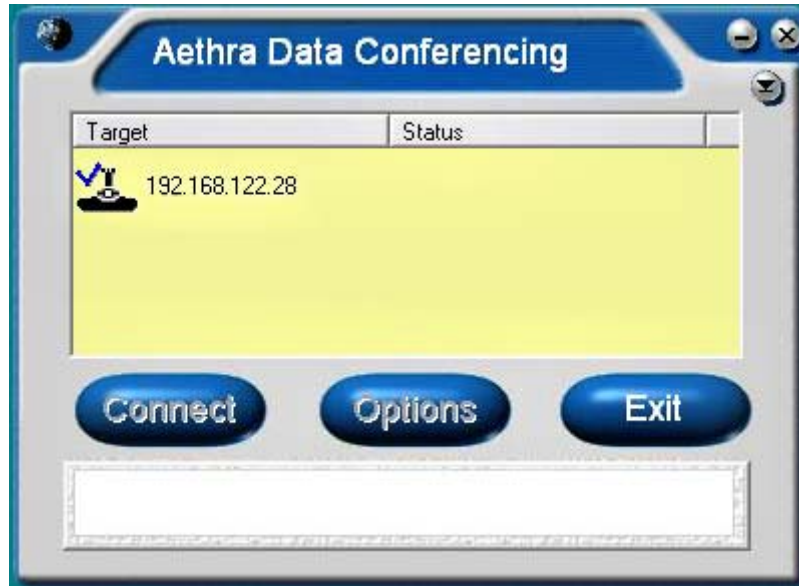 Aethra Data Conferencing
Target Status
192.168.122.28
Connect Options Exit